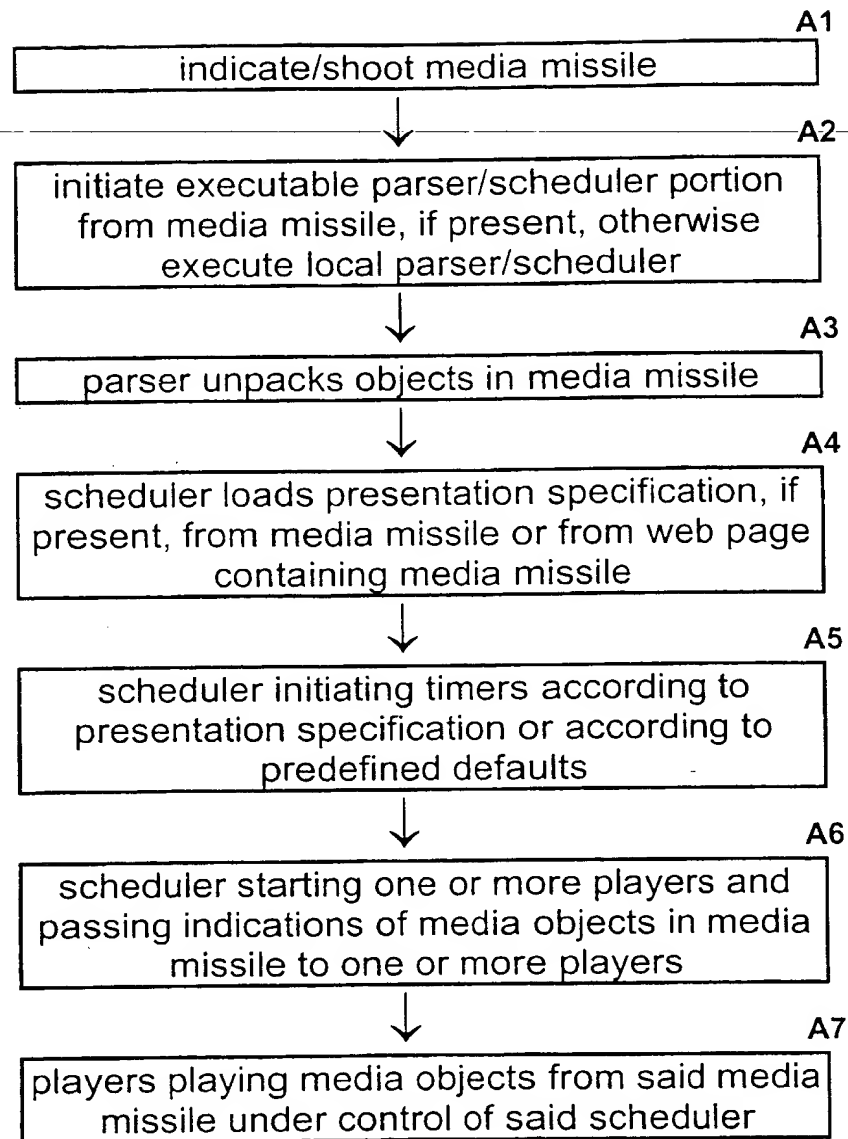 A1
indicate/shoot media missile
A2
initiate executable parser/scheduler portion
from media missile, if present, otherwise
execute local parser/scheduler
A3
parser unpacks objects in media missile
A4
scheduler loads presentation specification, if
present, from media missile or from web page
containing media missile
A5
scheduler initiating timers according to
presentation specification or according to
predefined defaults
A6
scheduler starting one or more players and
passing indications of media objects in media
missile to one or more players
A7
players playing media objects from said media
missile under control of said scheduler